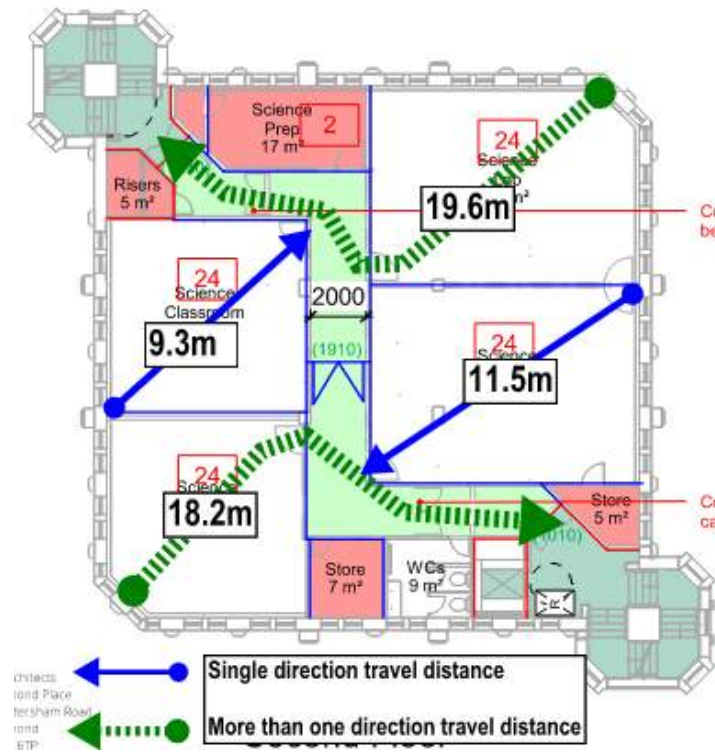 Science
Prep
17 m²
2
24
Risers
5 m²
19.6m
24
Science
Classroom
2000
9.3m
(1910)
24
11.5m
24
18.2m
Store
5 m²
Store
7 m²
WCs
9 m²
R
Single direction travel distance
More than one direction travel distance